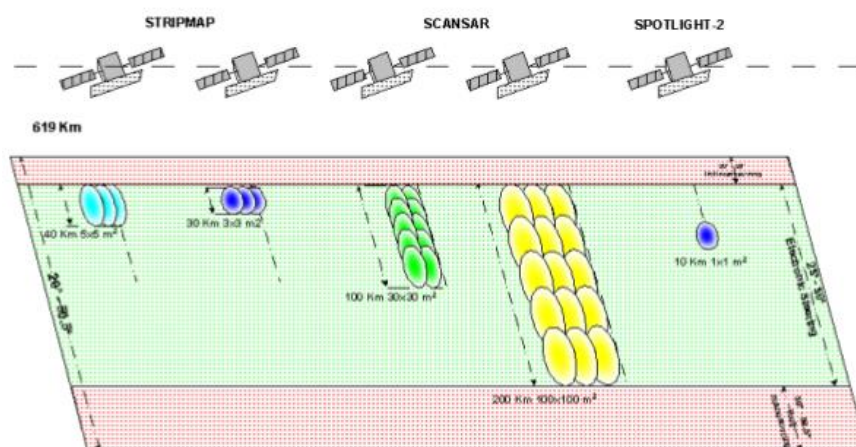 STRIPMAP SCANSAR SPOTLIGHT-2
619 Km
40 Km 5x5 m²
30 Km 3x3 m2
100 Km 30x30 m²
200 Km 100x100 m²
10 Km 1x1 m²
Electronic Steering